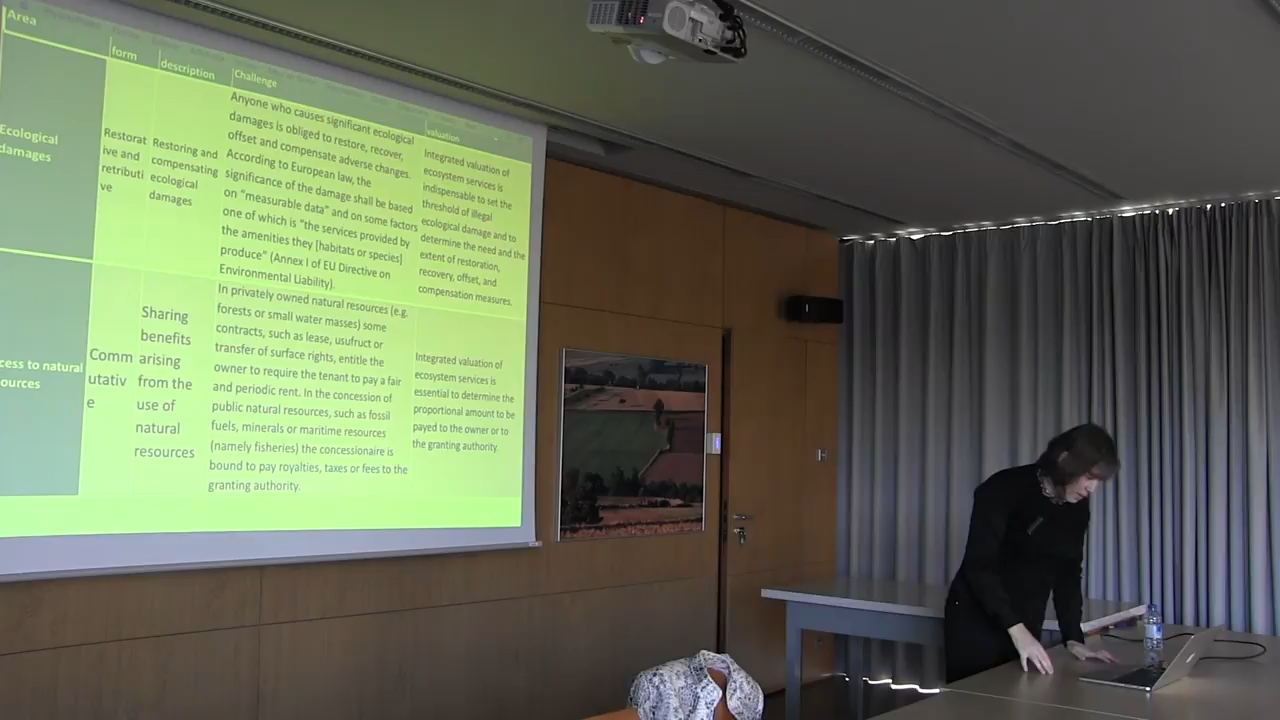 Area
form
description
Challenge
valuation
Ecological
damages
Restorat
ive and
retributi
ve
Restoring and
compensating
ecological
damages
Anyone who causes significant ecological
damages is obliged to restore, recover,
offset and compensate adverse changes.
According to European law, the
significance of the damage shall be based
on "measurable data" and on some factors
one of which is "the services provided by
the amenities they [habitats or species]
produce" (Annex I of EU Directive on
Environmental Liability).
Integrated valuation of
ecosystem services is
indispensable to set the
threshold of illegal
ecological damage and to
determine the need and the
extent of restoration,
recovery, offset, and
compensation measures.
cess to natural
ources
Comm
utativ
e
Sharing
benefits
arising
from the
use of
natural
resources
In privately owned natural resources (e.g.
forests or small water masses) some
contracts, such as lease, usufruct or
transfer of surface rights, entitle the
owner to require the tenant to pay a fair
and periodic rent. In the concession of
public natural resources, such as fossil
fuels, minerals or maritime resources
(namely fisheries) the concessionaire is
bound to pay royalties, taxes or fees to the
granting authority.
Integrated valuation of
ecosystem services is
essential to determine the
proportional amount to be
payed to the owner or to
the granting authority.